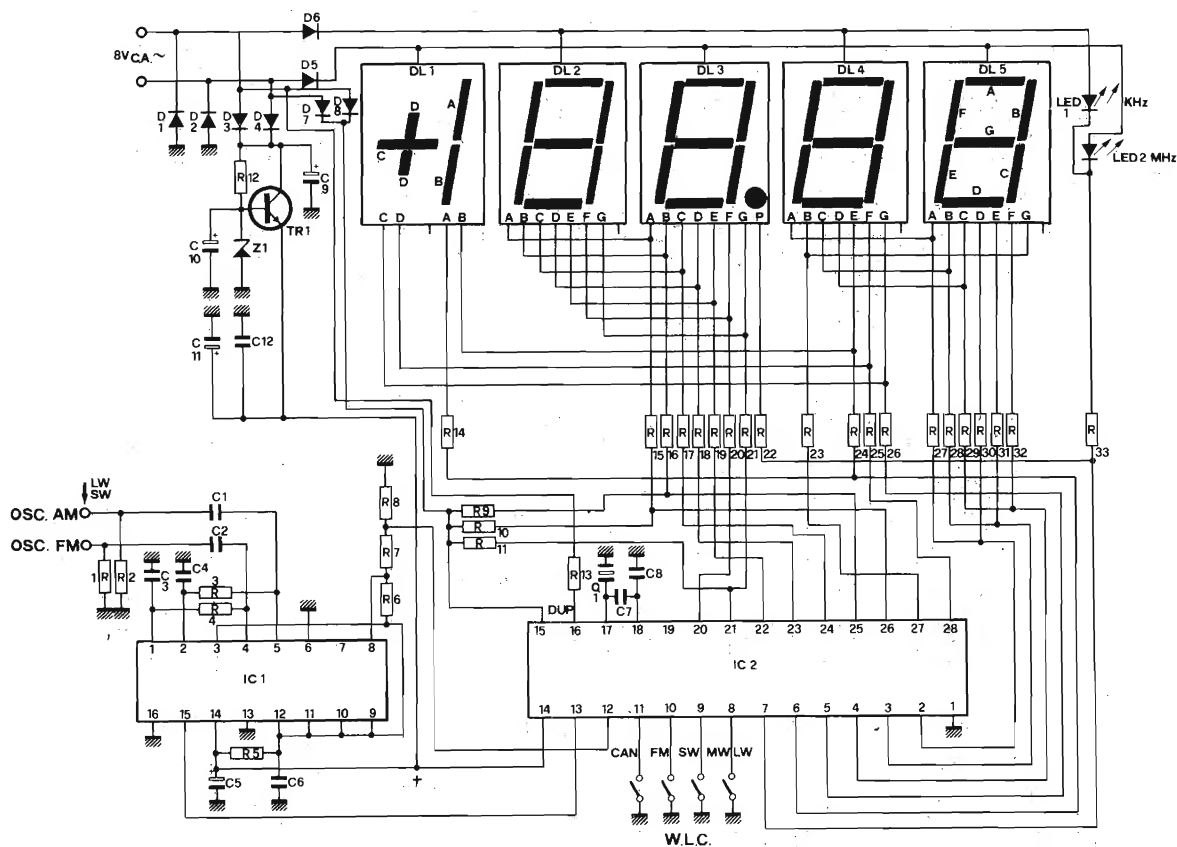 D6
8V C.A. ~
D5
DL 1 DL 2 DL 3 DL 4 DL 5
D 1 D 2 D 3 D 4 D 7 D 8
LED 1 KHz
LED 2 MHz
A B C D D
A B C D E F G
R 12
C 9
TR1
C 10
Z1
C 11
C12
C D A B
A B C D E F G
A B C D E F G P
A B C D E F G
A B C D E F G
R 14
R 15 R 16 R 17 R 18 R 19 R 20 R 21 R 22
R 23 R 24 R 25 R 26
R 27 R 28 R 29 R 30 R 31 R 32
R 33
LW
SW
OSC. AM
OSC. FM
C1
C2
R 1 R 2
C 3
C4
R 3
R 4
R 8
R 7
R 6
R9
R 10
R 11
R 13
Q 1
C8
C7
DUP
1 2 3 4 5 6 7 8
IC 1
16 15 14 13 12 11 10 9
R5
C5
C6
+
15 16 17 18 19 20 21 22 23 24 25 26 27 28
IC 2
14 13 12 11 10 9 8 7 6 5 4 3 2 1
CAN FM SW MW LW
W.L.C.